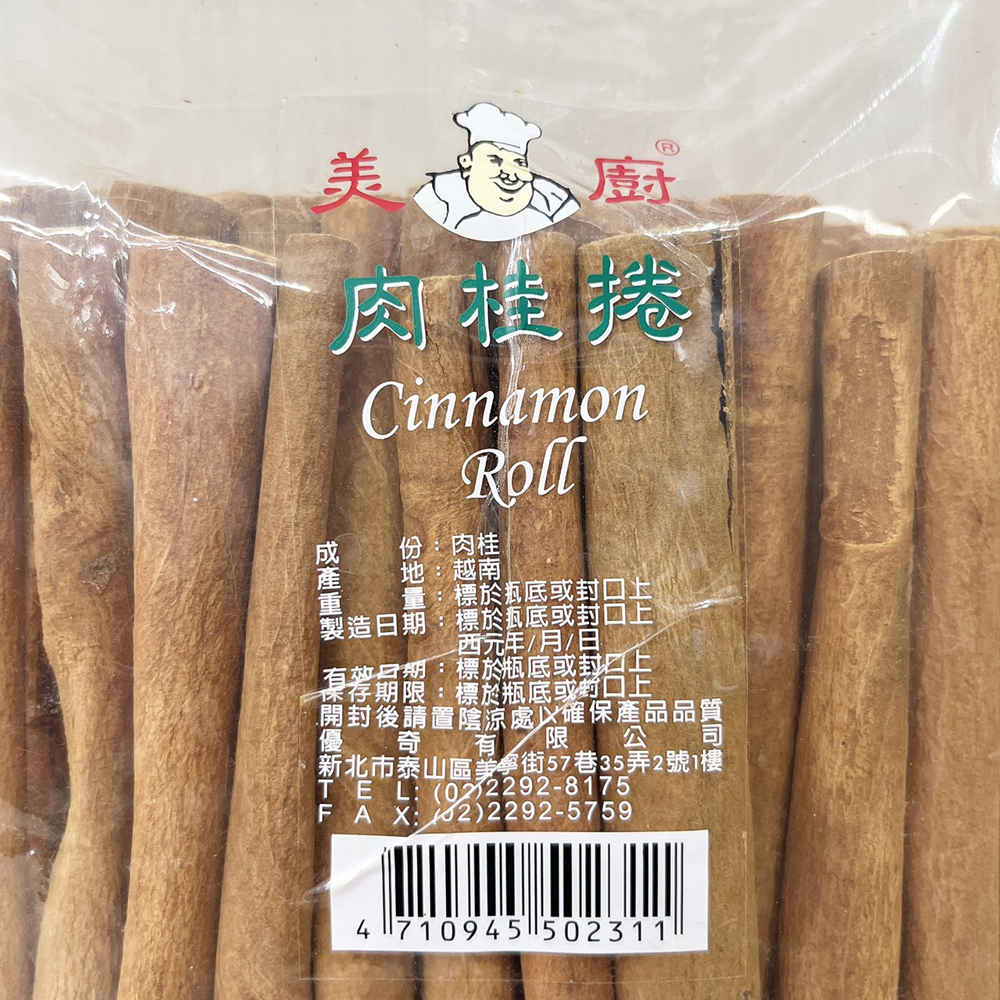 美 廚®
肉桂捲
Cinnamon
Roll
成份：肉桂
產地：越南
重量：標於瓶底或封口上
製造日期：標於瓶底或封口上
西元年/月/日
有效日期：標於瓶底或封口上
保存期限：標於瓶底或封口上
開封後請置陰涼處以確保產品品質
優奇有限公司
新北市泰山區美寧街57巷35弄2號1樓
TEL：(02)2292-8175
FAX：(02)2292-5759
4 710945 502311